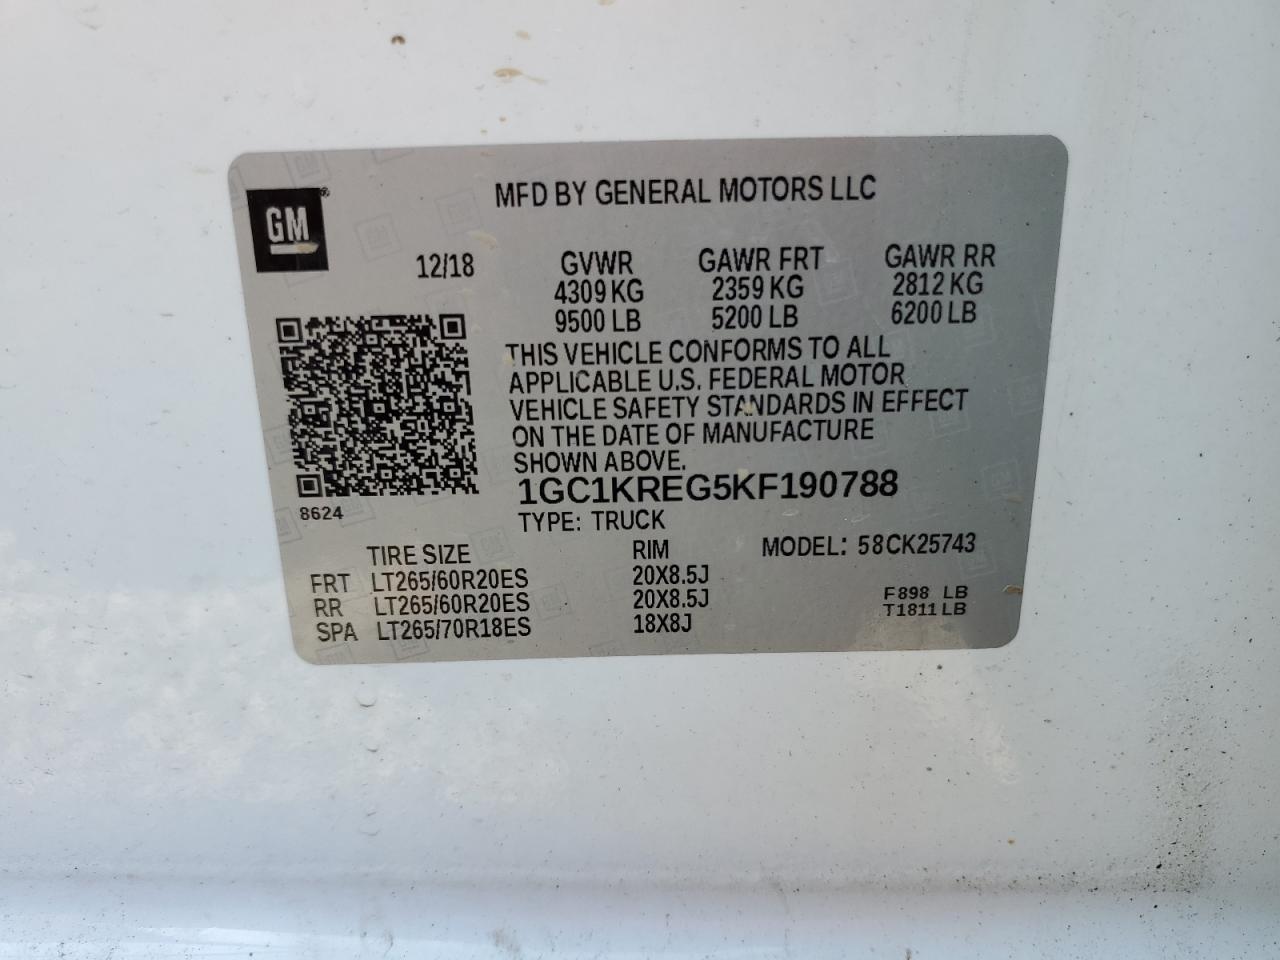 MFD BY GENERAL MOTORS LLC
GM®
12/18
GVWR GAWR FRT GAWR RR
4309 KG 2359 KG 2812 KG
9500 LB 5200 LB 6200 LB
THIS VEHICLE CONFORMS TO ALL
APPLICABLE U.S. FEDERAL MOTOR
VEHICLE SAFETY STANDARDS IN EFFECT
ON THE DATE OF MANUFACTURE
SHOWN ABOVE.
1GC1KREG5KF190788
8624
TYPE: TRUCK
TIRE SIZE RIM MODEL: 58CK25743
FRT LT265/60R20ES 20X8.5J
RR LT265/60R20ES 20X8.5J
SPA LT265/70R18ES 18X8J
F898 LB
T1811 LB